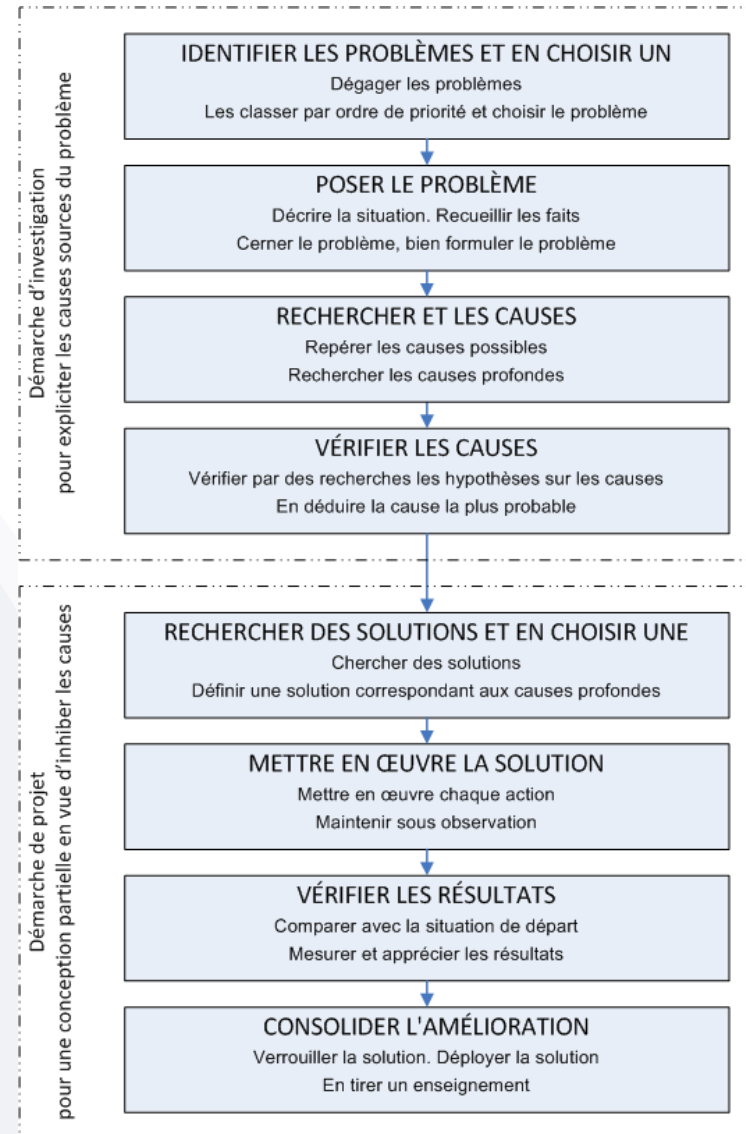 Démarche d'investigation
pour expliciter les causes sources du problème
IDENTIFIER LES PROBLÈMES ET EN CHOISIR UN
Dégager les problèmes
Les classer par ordre de priorité et choisir le problème
POSER LE PROBLÈME
Décrire la situation. Recueillir les faits
Cerner le problème, bien formuler le problème
RECHERCHER ET LES CAUSES
Repérer les causes possibles
Rechercher les causes profondes
VÉRIFIER LES CAUSES
Vérifier par des recherches les hypothèses sur les causes
En déduire la cause la plus probable
Démarche de projet
pour une conception partielle en vue d'inhiber les causes
RECHERCHER DES SOLUTIONS ET EN CHOISIR UNE
Chercher des solutions
Définir une solution correspondant aux causes profondes
METTRE EN ŒUVRE LA SOLUTION
Mettre en œuvre chaque action
Maintenir sous observation
VÉRIFIER LES RÉSULTATS
Comparer avec la situation de départ
Mesurer et apprécier les résultats
CONSOLIDER L'AMÉLIORATION
Verrouiller la solution. Déployer la solution
En tirer un enseignement